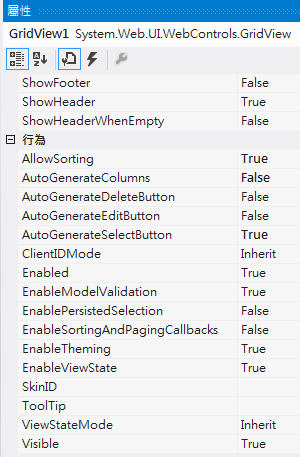 屬性
GridView1 System.Web.UI.WebControls.GridView
ShowFooter False
ShowHeader True
ShowHeaderWhenEmpty False
行為
AllowSorting True
AutoGenerateColumns False
AutoGenerateDeleteButton False
AutoGenerateEditButton False
AutoGenerateSelectButton True
ClientIDMode Inherit
Enabled True
EnableModelValidation True
EnablePersistedSelection False
EnableSortingAndPagingCallbacks False
EnableTheming True
EnableViewState True
SkinID
ToolTip
ViewStateMode Inherit
Visible True